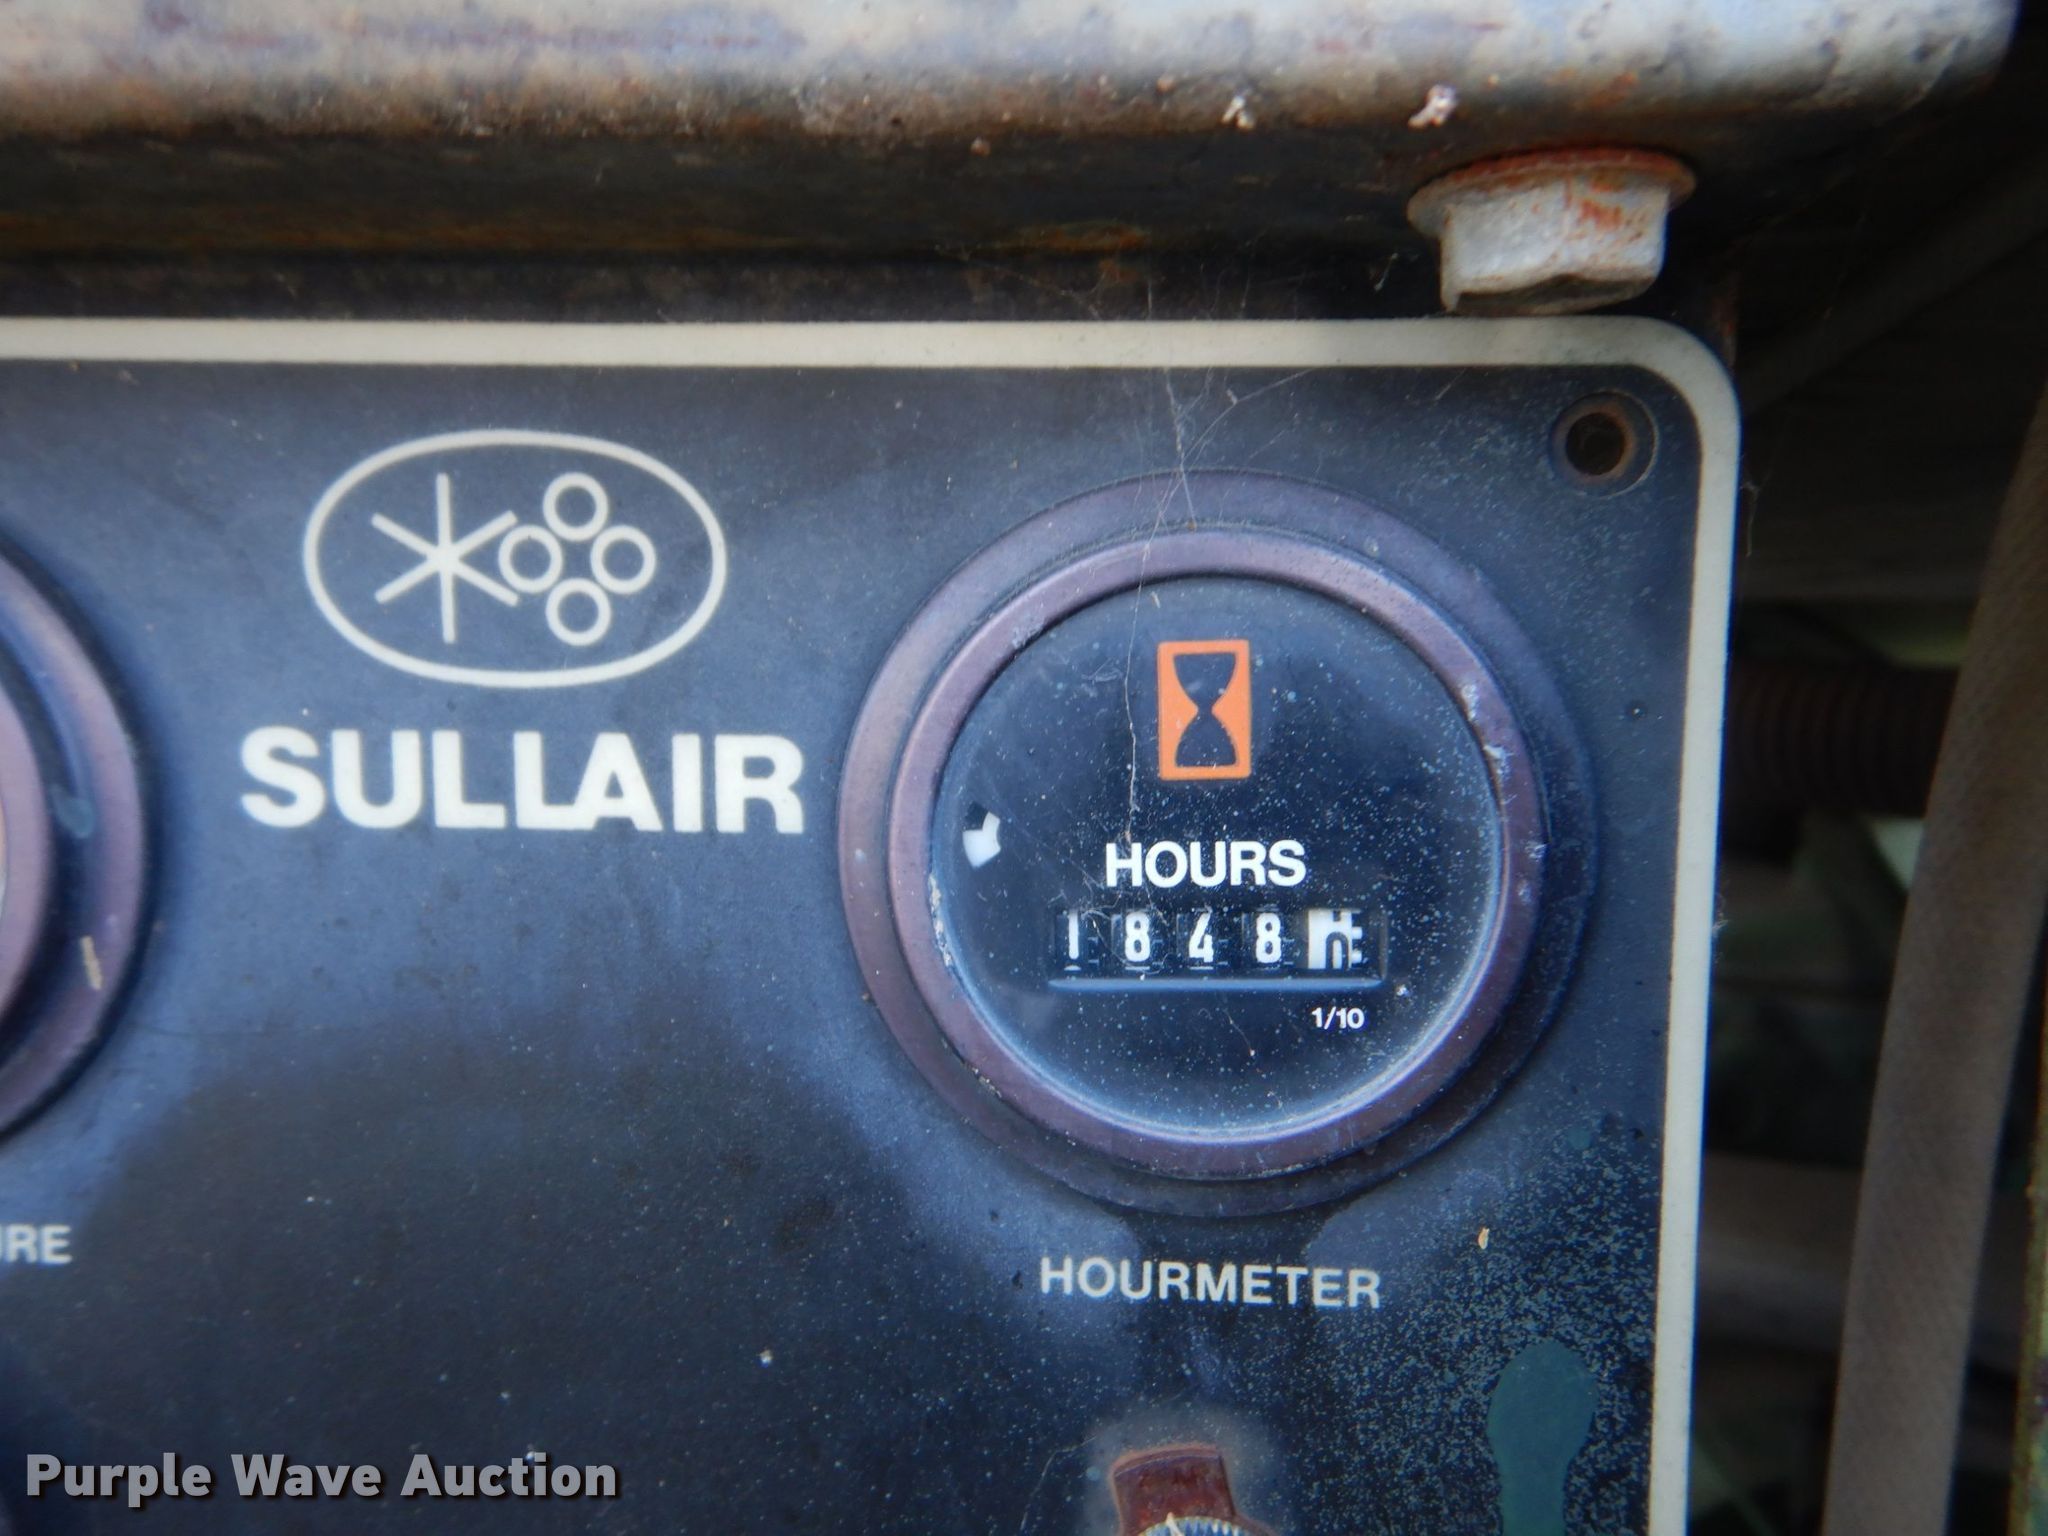 SULLAIR
HOURS
1848
1/10
URE
HOURMETER
Purple Wave Auction